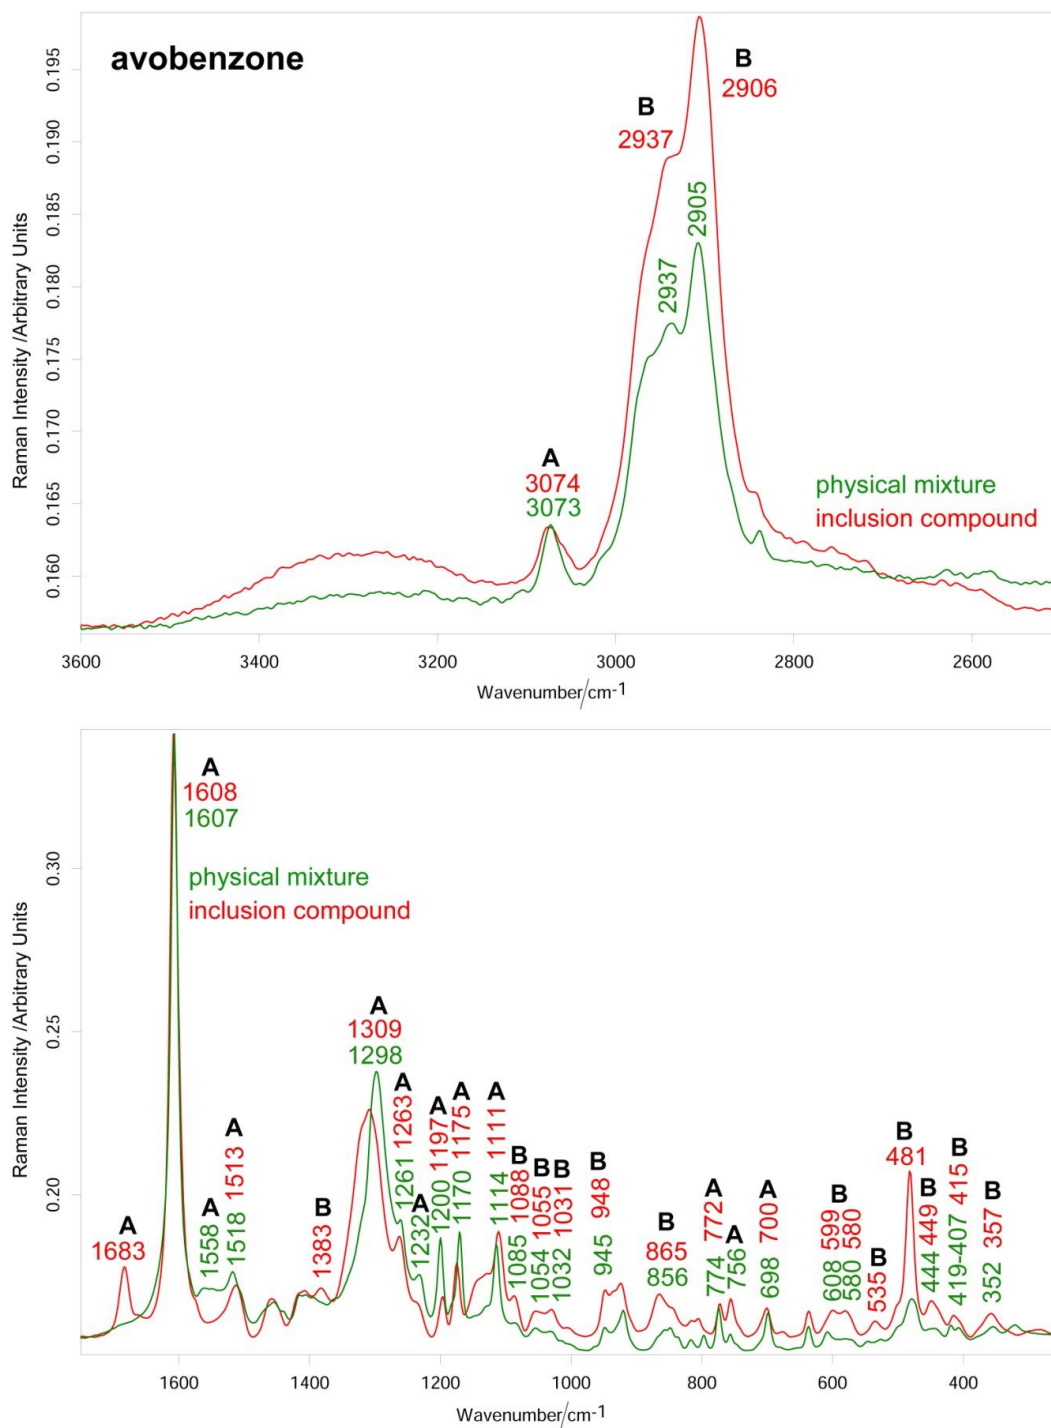 avobenzone
Raman Intensity /Arbitrary Units
0.195
0.190
0.185
0.180
0.175
0.170
0.165
0.160
B
2906
B
2937
2905
2937
A
3074
3073
physical mixture
inclusion compound
3600 3400 3200 3000 2800 2600
Wavenumber/cm-1
Raman Intensity /Arbitrary Units
0.30
0.25
0.20
A
1608
1607
physical mixture
inclusion compound
A
1683
A
1558
A
1513
1518
B
1383
A
1309
1298
A
1263
1261
A
1232
A
1197
1200
A
1175
1170
A
1111
1114
B
1088
1085
B
1055
1054
B
1031
1032
B
948
945
B
865
856
A
772
774
A
756
A
700
698
B
599 580
608 580
B
535
B
481
B
449
444
B
415
419-407
B
357
352
1600 1400 1200 1000 800 600 400
Wavenumber/cm-1